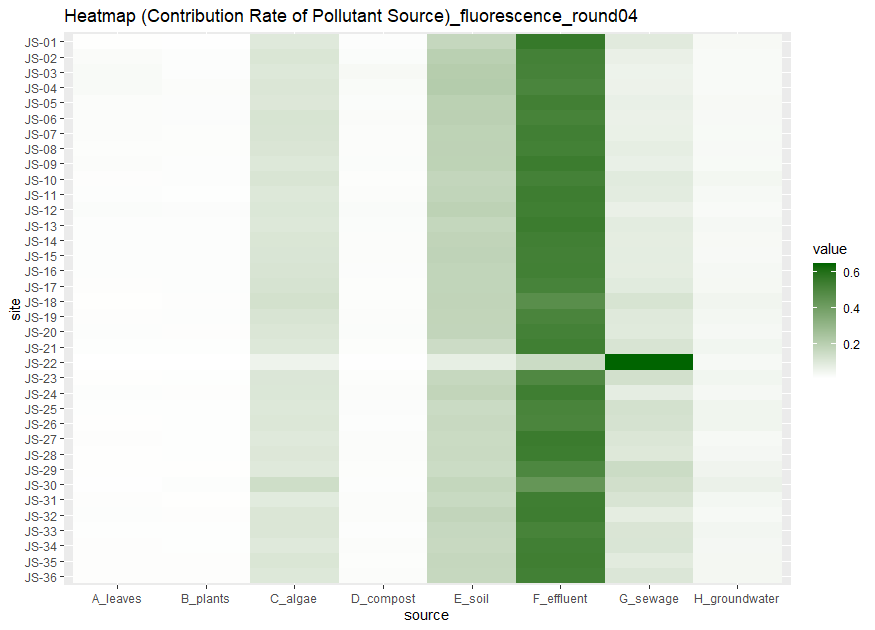 Heatmap (Contribution Rate of Pollutant Source)_fluorescence_round04
site
JS-01
JS-02
JS-03
JS-04
JS-05
JS-06
JS-07
JS-08
JS-09
JS-10
JS-11
JS-12
JS-13
JS-14
JS-15
JS-16
JS-17
JS-18
JS-19
JS-20
JS-21
JS-22
JS-23
JS-24
JS-25
JS-26
JS-27
JS-28
JS-29
JS-30
JS-31
JS-32
JS-33
JS-34
JS-35
JS-36
A_leaves B_plants C_algae D_compost E_soil F_effluent G_sewage H_groundwater
source
value
0.6
0.4
0.2